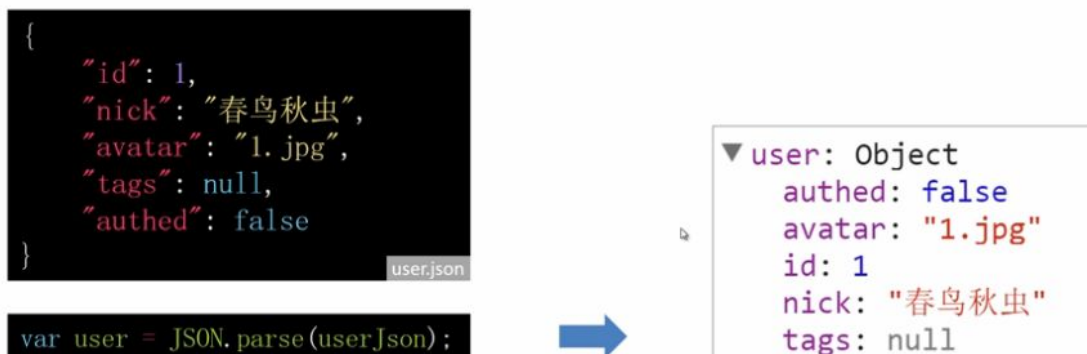 {
"id": 1,
"nick": "春鸟秋虫",
"avatar": "1.jpg",
"tags": null,
"authed": false
}
user.json
var user = JSON.parse(userJson);
▼ user: Object
authed: false
avatar: "1.jpg"
id: 1
nick: "春鸟秋虫"
tags: null